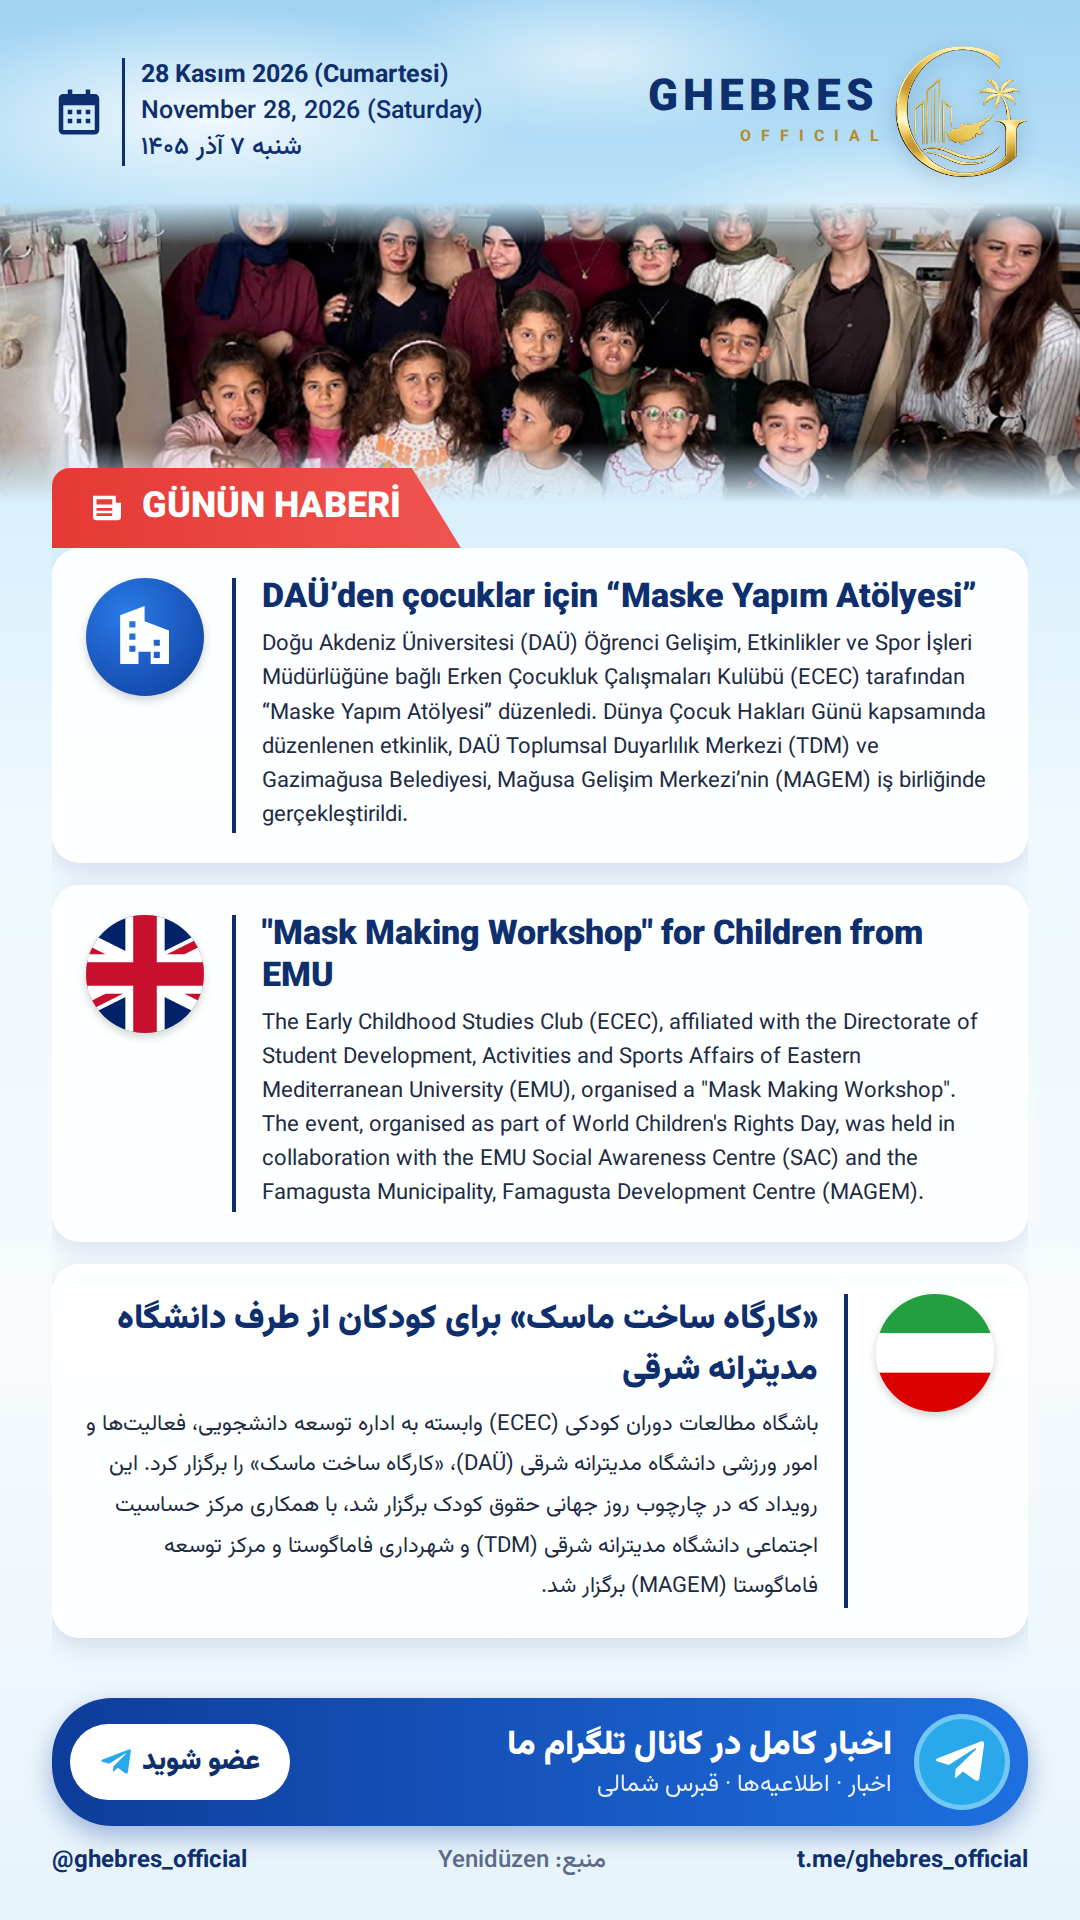 28 Kasım 2026 (Cumartesi)
November 28, 2026 (Saturday)
شنبه ۷ آذر ۱۴۰۵
GHEBRES
OFFICIAL
GÜNÜN HABERİ
DAÜ’den çocuklar için “Maske Yapım Atölyesi”
Doğu Akdeniz Üniversitesi (DAÜ) Öğrenci Gelişim, Etkinlikler ve Spor İşleri
Müdürlüğüne bağlı Erken Çocukluk Çalışmaları Kulübü (ECEC) tarafından
“Maske Yapım Atölyesi” düzenledi. Dünya Çocuk Hakları Günü kapsamında
düzenlenen etkinlik, DAÜ Toplumsal Duyarlılık Merkezi (TDM) ve
Gazimağusa Belediyesi, Mağusa Gelişim Merkezi’nin (MAGEM) iş birliğinde
gerçekleştirildi.
"Mask Making Workshop" for Children from
EMU
The Early Childhood Studies Club (ECEC), affiliated with the Directorate of
Student Development, Activities and Sports Affairs of Eastern
Mediterranean University (EMU), organised a "Mask Making Workshop".
The event, organised as part of World Children's Rights Day, was held in
collaboration with the EMU Social Awareness Centre (SAC) and the
Famagusta Municipality, Famagusta Development Centre (MAGEM).
«کارگاه ساخت ماسک» برای کودکان از طرف دانشگاه
مدیترانه شرقی
باشگاه مطالعات دوران کودکی (ECEC) وابسته به اداره توسعه دانشجویی، فعالیت‌ها و
امور ورزشی دانشگاه مدیترانه شرقی (DAÜ)، «کارگاه ساخت ماسک» را برگزار کرد. این
رویداد که در چارچوب روز جهانی حقوق کودک برگزار شد، با همکاری مرکز حساسیت
اجتماعی دانشگاه مدیترانه شرقی (TDM) و شهرداری فاماگوستا و مرکز توسعه
فاماگوستا (MAGEM) برگزار شد.
اخبار کامل در کانال تلگرام ما
اخبار · اطلاعیه‌ها · قبرس شمالی
عضو شوید
@ghebres_official
منبع: Yenidüzen
t.me/ghebres_official